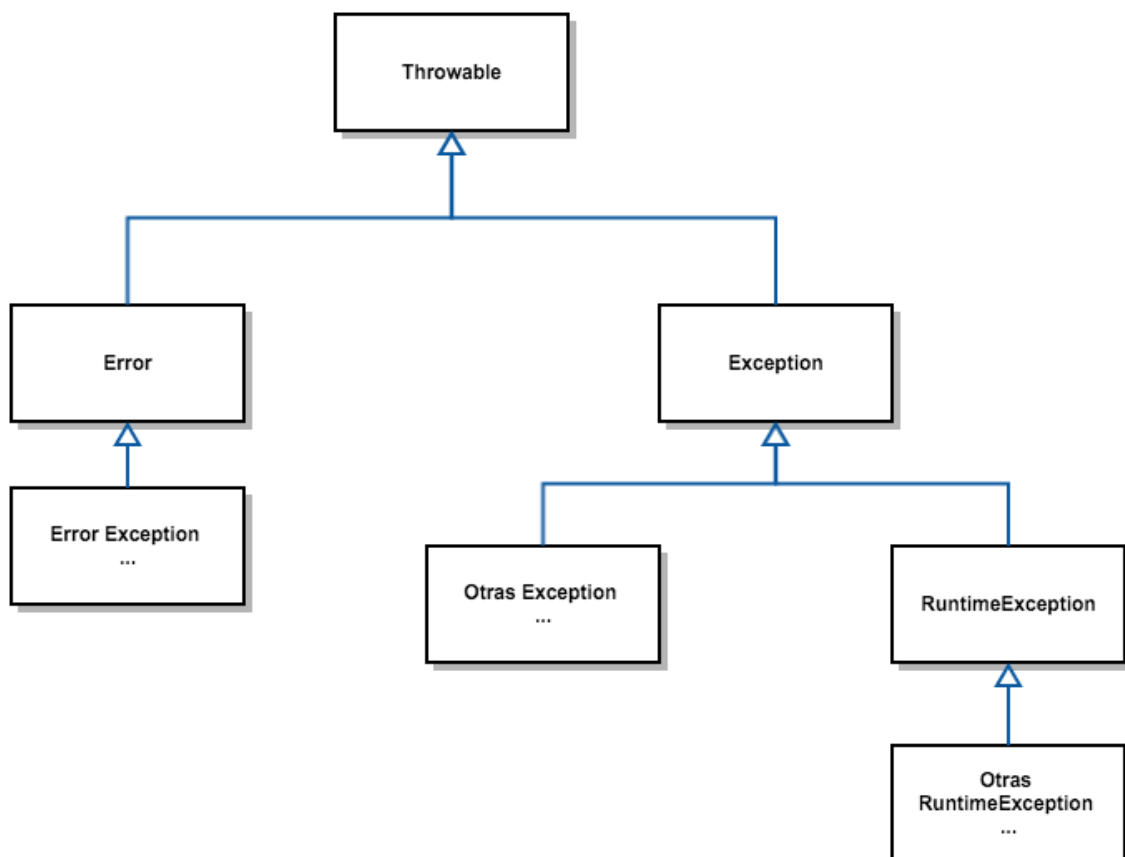 Throwable
Error
Exception
Error Exception
...
Otras Exception
...
RuntimeException
Otras
RuntimeException
...